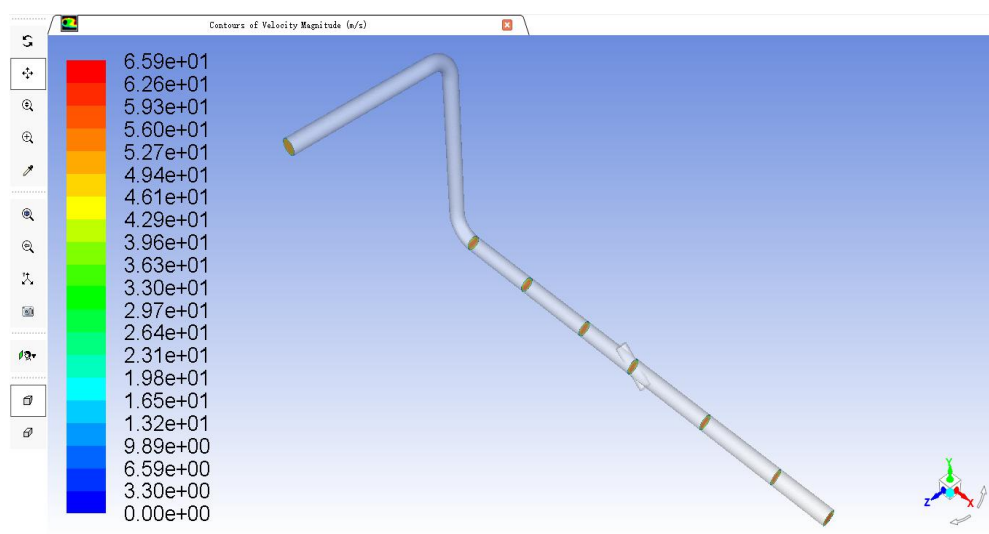 Contours of Velocity Magnitude (m/s)
6.59e+01
6.26e+01
5.93e+01
5.60e+01
5.27e+01
4.94e+01
4.61e+01
4.29e+01
3.96e+01
3.63e+01
3.30e+01
2.97e+01
2.64e+01
2.31e+01
1.98e+01
1.65e+01
1.32e+01
9.89e+00
6.59e+00
3.30e+00
0.00e+00
Y
Z
X